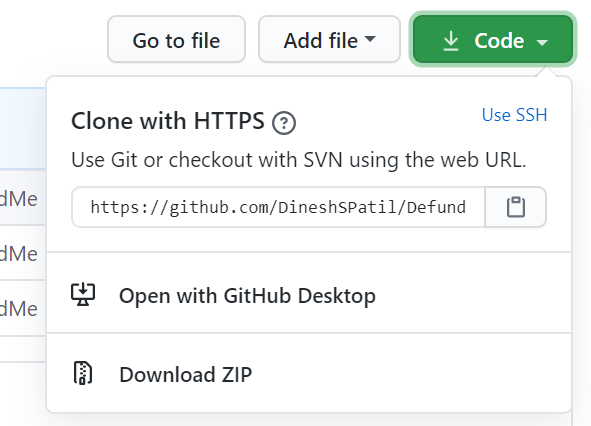 Go to file
Add file
Code
Clone with HTTPS
Use SSH
Use Git or checkout with SVN using the web URL.
dMe
https://github.com/DineshSPatil/Defund
dMe
Open with GitHub Desktop
dMe
Download ZIP